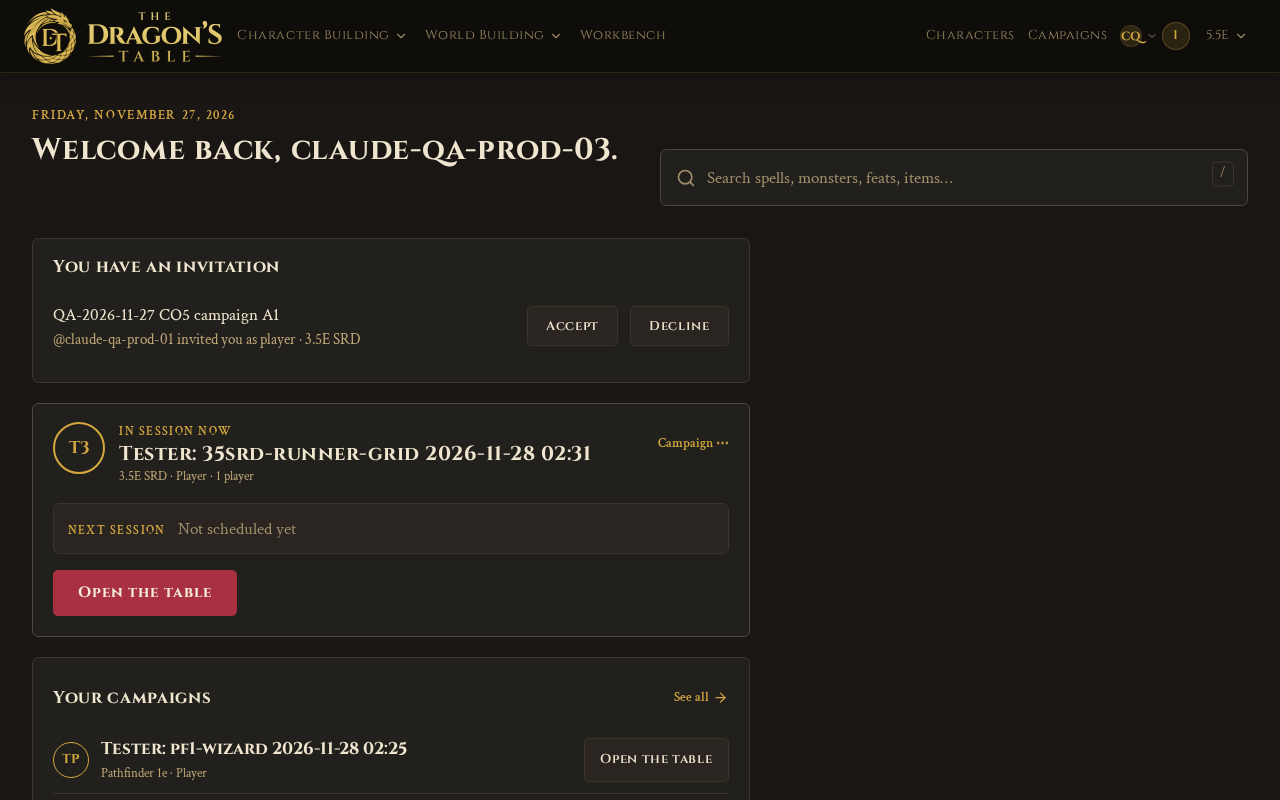 THE
DRAGON'S
TABLE
DT
CHARACTER BUILDING
WORLD BUILDING
WORKBENCH
CHARACTERS
CAMPAIGNS
CQ
1
5.5E
FRIDAY, NOVEMBER 27, 2026
WELCOME BACK, CLAUDE-QA-PROD-03.
Search spells, monsters, feats, items…
/
YOU HAVE AN INVITATION
QA-2026-11-27 CO5 campaign A1
@claude-qa-prod-01 invited you as player · 3.5E SRD
ACCEPT
DECLINE
T3
IN SESSION NOW
TESTER: 35SRD-RUNNER-GRID 2026-11-28 02:31
3.5E SRD · Player · 1 player
Campaign ···
NEXT SESSION Not scheduled yet
OPEN THE TABLE
YOUR CAMPAIGNS
See all →
TP
TESTER: PF1-WIZARD 2026-11-28 02:25
Pathfinder 1e · Player
OPEN THE TABLE